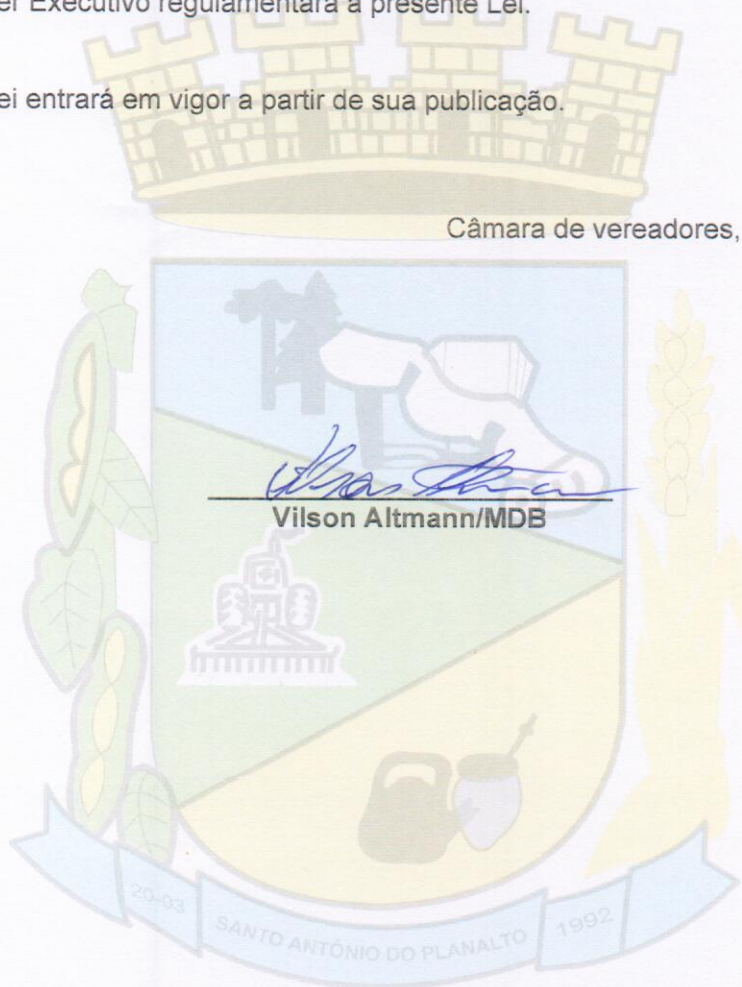 er Executivo regulamentará a presente Lei.
ei entrará em vigor a partir de sua publicação.
Câmara de vereadores,
Vilson Altmann/MDB
20-03 SANTO ANTÔNIO DO PLANALTO 1992